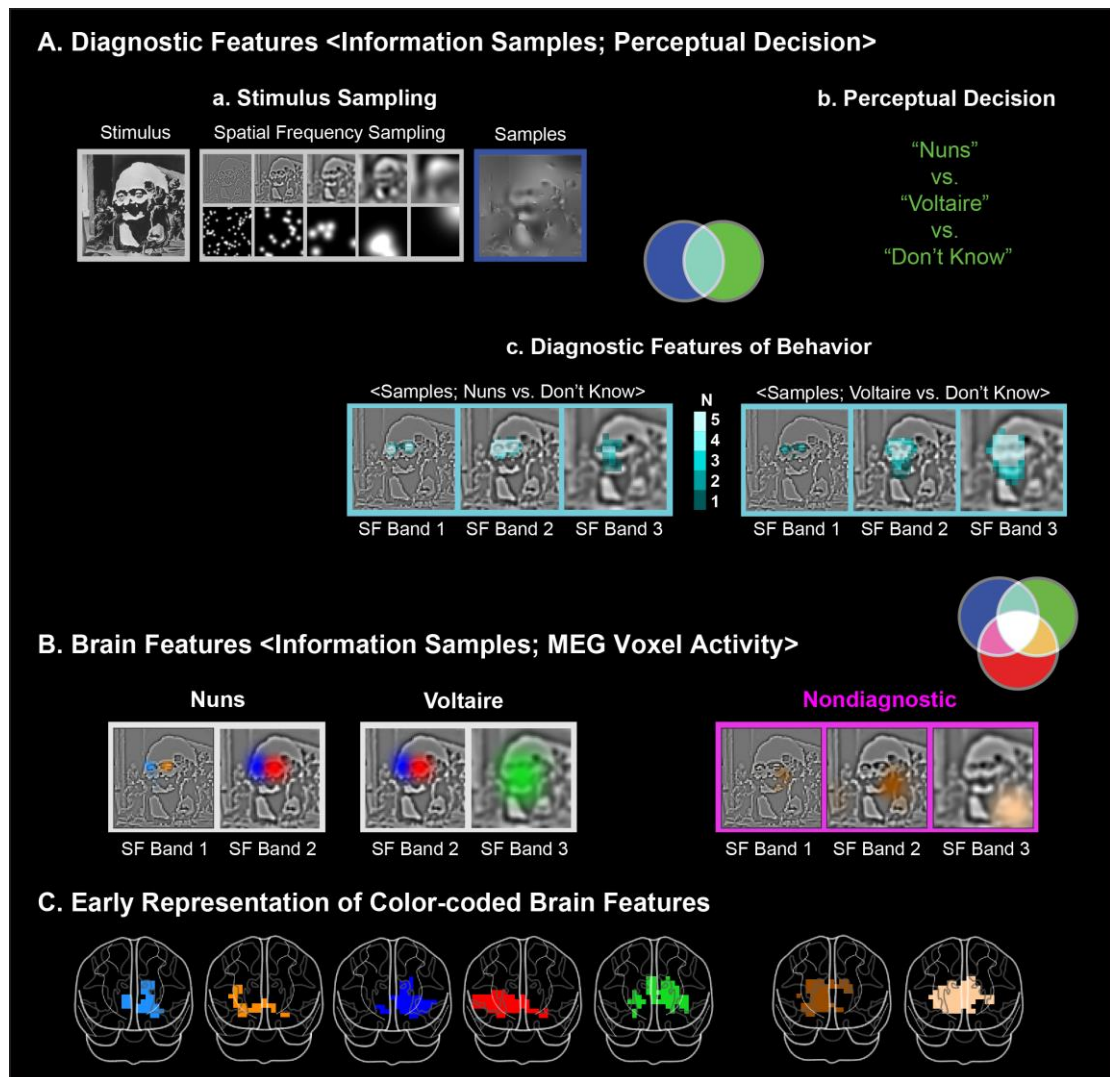 A. Diagnostic Features <Information Samples; Perceptual Decision>
a. Stimulus Sampling
Stimulus
Spatial Frequency Sampling
Samples
b. Perceptual Decision
“Nuns”
vs.
“Voltaire”
vs.
“Don’t Know”
c. Diagnostic Features of Behavior
<Samples; Nuns vs. Don’t Know>
N
<Samples; Voltaire vs. Don’t Know>
5
4
3
2
1
SF Band 1
SF Band 2
SF Band 3
SF Band 1
SF Band 2
SF Band 3
B. Brain Features <Information Samples; MEG Voxel Activity>
Nuns
Voltaire
Nondiagnostic
SF Band 1
SF Band 2
SF Band 2
SF Band 3
SF Band 1
SF Band 2
SF Band 3
C. Early Representation of Color-coded Brain Features